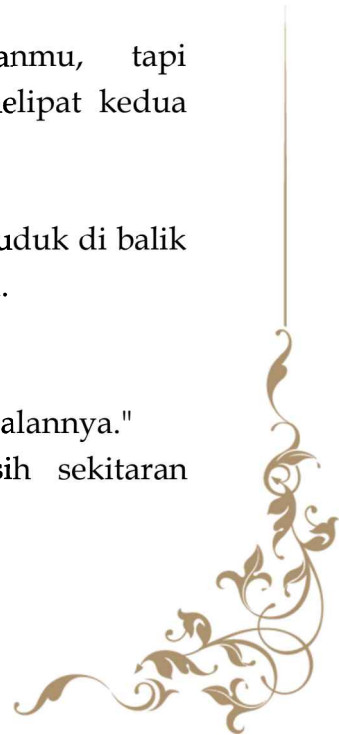 anmu, tapi
elipat kedua
uduk di balik
.
alannya."
sih sekitaran